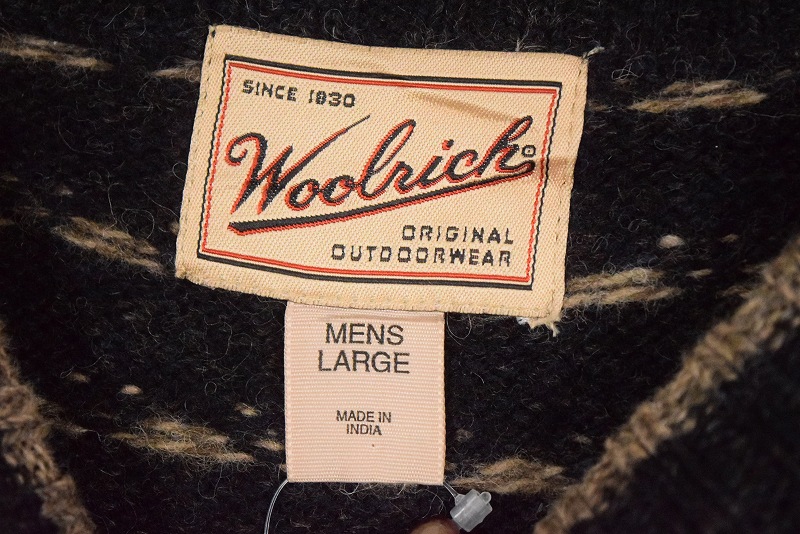 SINCE 1830
Woolrich®
ORIGINAL
OUTDOORWEAR
MENS
LARGE
MADE IN
INDIA